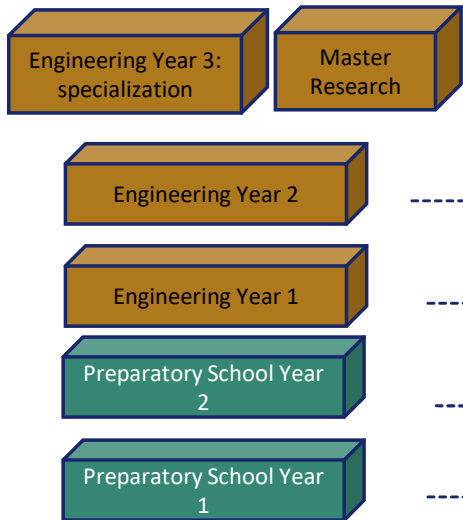 Engineering Year 3:
specialization
Master
Research
Engineering Year 2
Engineering Year 1
Preparatory School Year
2
Preparatory School Year
1